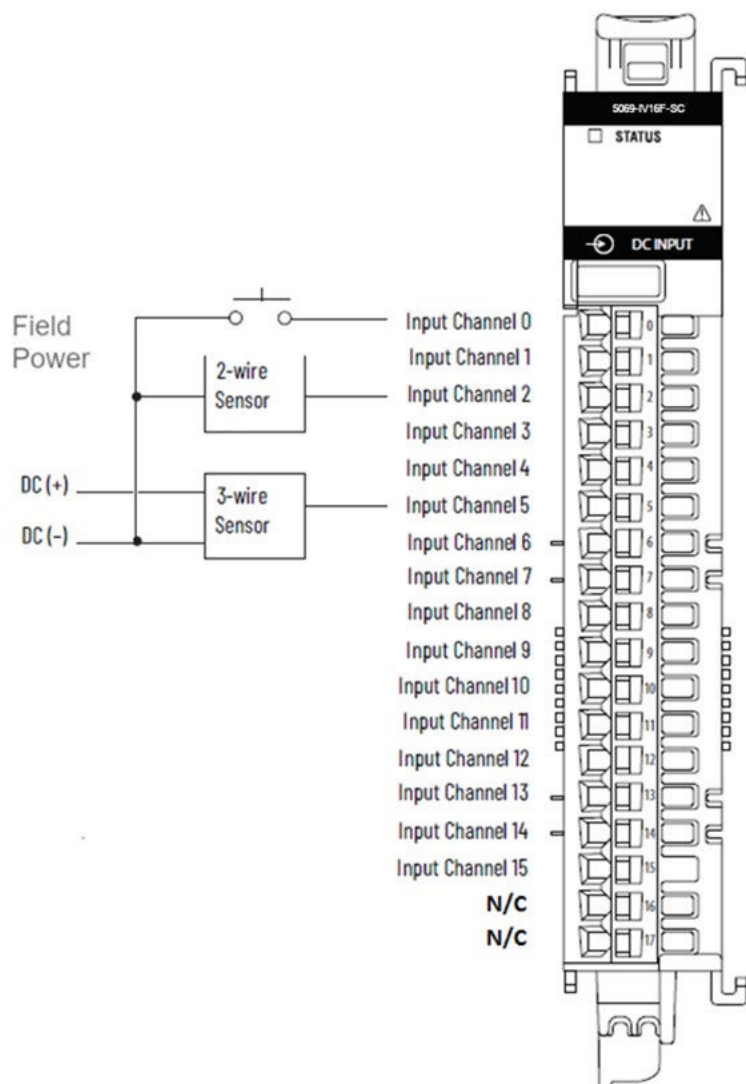 5069-IV16F-SC
STATUS
DC INPUT
Field
Power
2-wire
Sensor
DC (+)
DC (-)
3-wire
Sensor
Input Channel 0
Input Channel 1
Input Channel 2
Input Channel 3
Input Channel 4
Input Channel 5
Input Channel 6
Input Channel 7
Input Channel 8
Input Channel 9
Input Channel 10
Input Channel 11
Input Channel 12
Input Channel 13
Input Channel 14
Input Channel 15
N/C
N/C
0
1
2
3
4
5
6
7
8
9
10
11
12
13
14
15
16
17